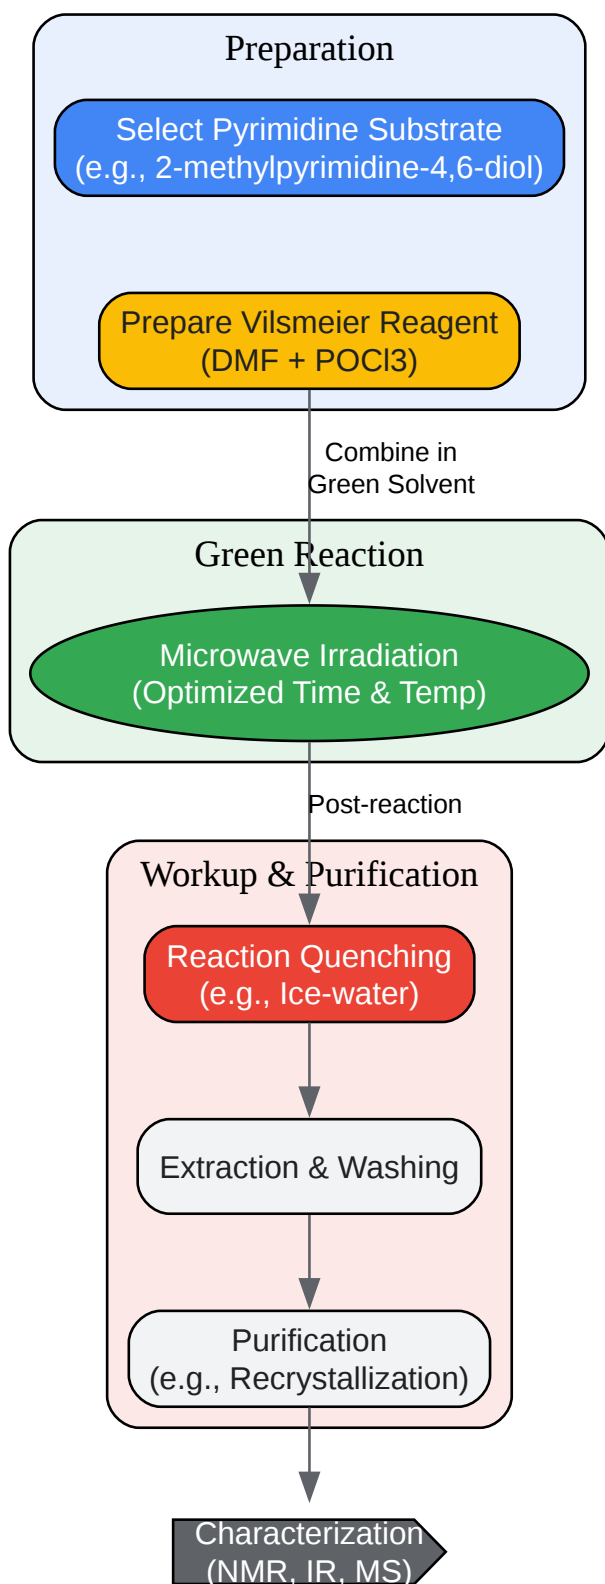 Preparation
Select Pyrimidine Substrate
(e.g., 2-methylpyrimidine-4,6-diol)
Prepare Vilsmeier Reagent
(DMF + POCl3)
Combine in
Green Solvent
Green Reaction
Microwave Irradiation
(Optimized Time & Temp)
Post-reaction
Workup & Purification
Reaction Quenching
(e.g., Ice-water)
Extraction & Washing
Purification
(e.g., Recrystallization)
Characterization
(NMR, IR, MS)